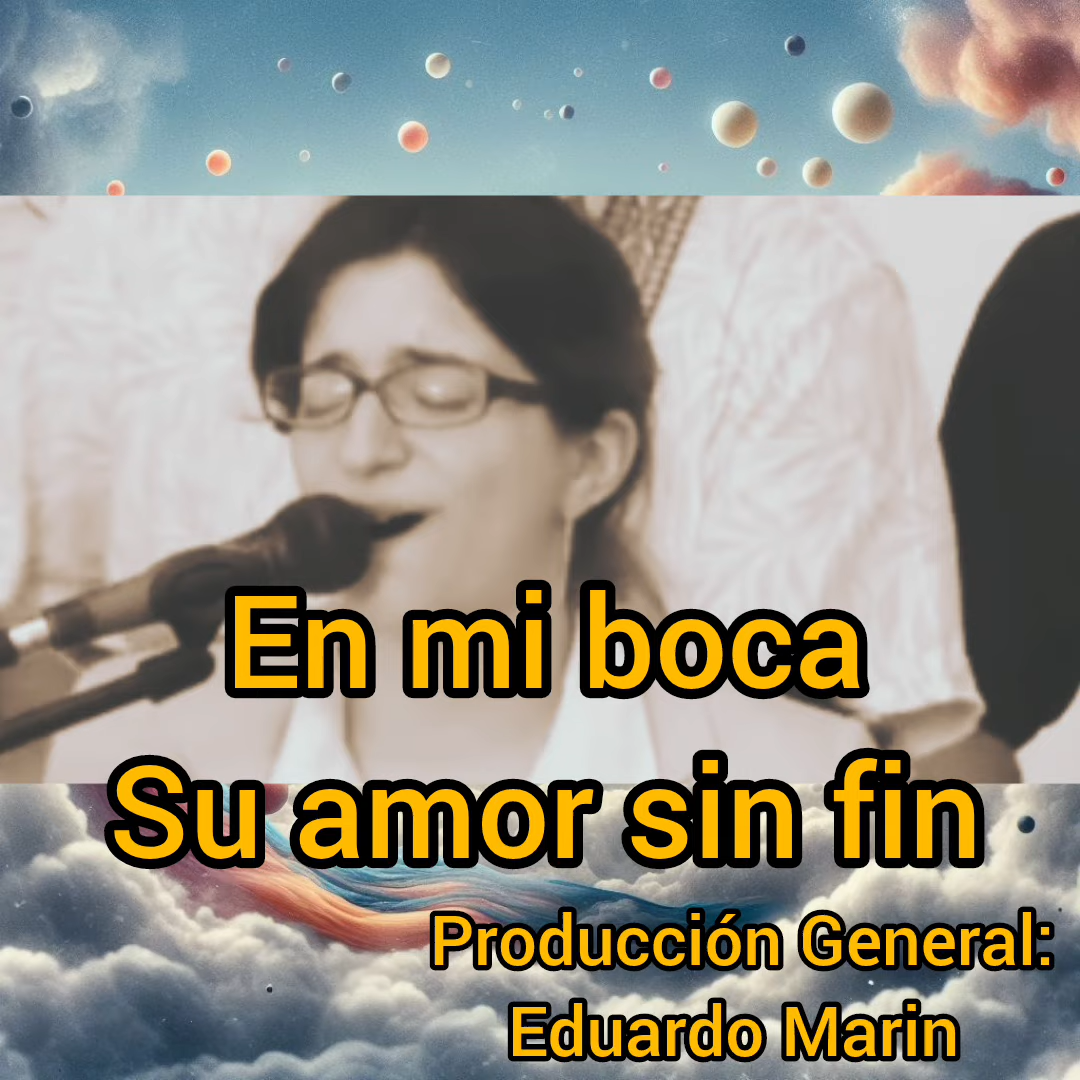 En mi boca
Su amor sin fin
Producción General:
Eduardo Marin